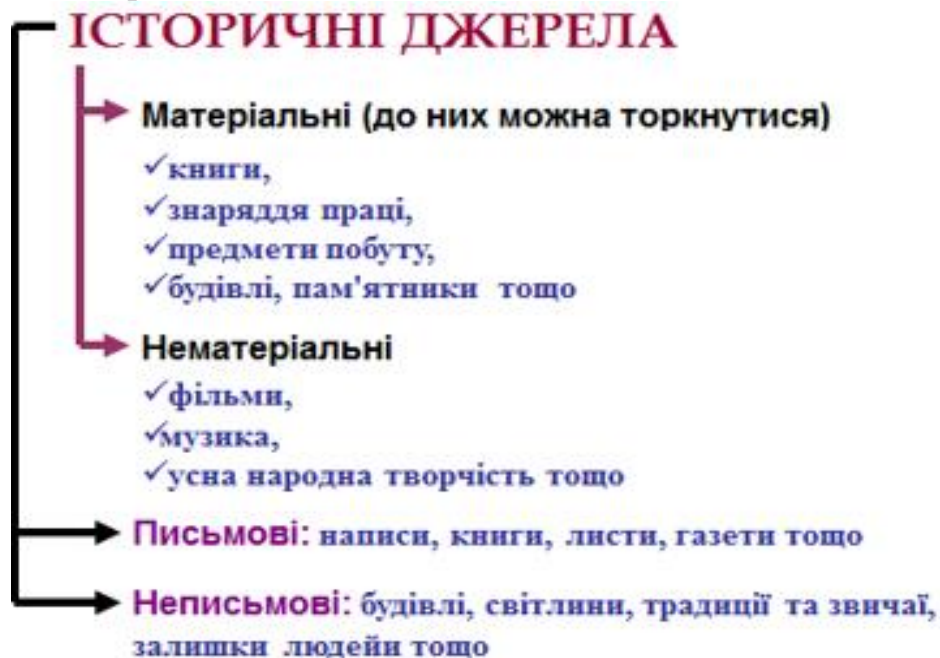 ІСТОРИЧНІ ДЖЕРЕЛА
Матеріальні (до них можна торкнутися)
✓книги,
✓знаряддя праці,
✓предмети побуту,
✓будівлі, пам'ятники тощо
Нематеріальні
✓фільми,
✓музика,
✓усна народна творчість тощо
Письмові: написи, книги, листи, газети тощо
Неписьмові: будівлі, світлини, традиції та звичаї,
залишки людейи тощо